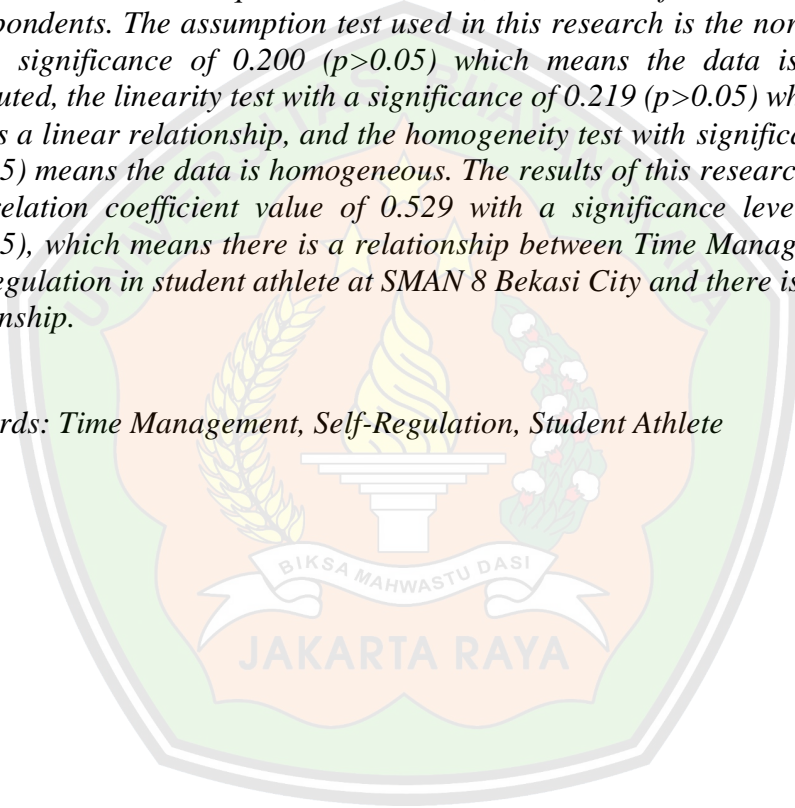 pondents. The assumption test used in this research is the nor
significance of 0.200 (p>0.05) which means the data is
uted, the linearity test with a significance of 0.219 (p>0.05) wh
s a linear relationship, and the homogeneity test with signific
5) means the data is homogeneous. The results of this resear
relation coefficient value of 0.529 with a significance leve
5), which means there is a relationship between Time Manag
egulation in student athlete at SMAN 8 Bekasi City and there is
nship.
rds: Time Management, Self-Regulation, Student Athlete
UNIVERSITAS BHAYANGKARA
BIKSA MAHWASTU DASI
JAKARTA RAYA